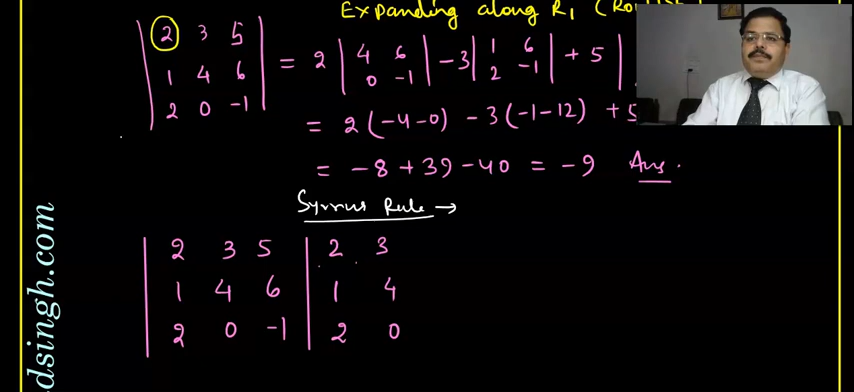 Expanding along R1
| 2 3 5 |
| 1 4 6 |
| 2 0 -1 |
= 2 | 4 6 | - 3 | 1 6 | + 5 |
| 0 -1 | | 2 -1 |
= 2 (-4-0) - 3 (-1-12) + 5
= -8 + 39 - 40 = -9 Ans.
Syrrus Rule →
| 2 3 5 | 2 3
| 1 4 6 | 1 4
| 2 0 -1 | 2 0
dsingh.com